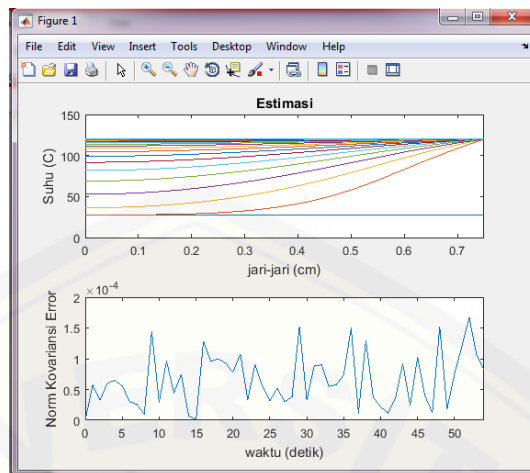 Figure 1
File Edit View Insert Tools Desktop Window Help
Estimasi
150
100
50
0
Suhu (C)
0 0.1 0.2 0.3 0.4 0.5 0.6 0.7
jari-jari (cm)
×10⁻⁴
2
1.5
1
0.5
0
Norm Kovariansi Error
0 5 10 15 20 25 30 35 40 45 50
waktu (detik)